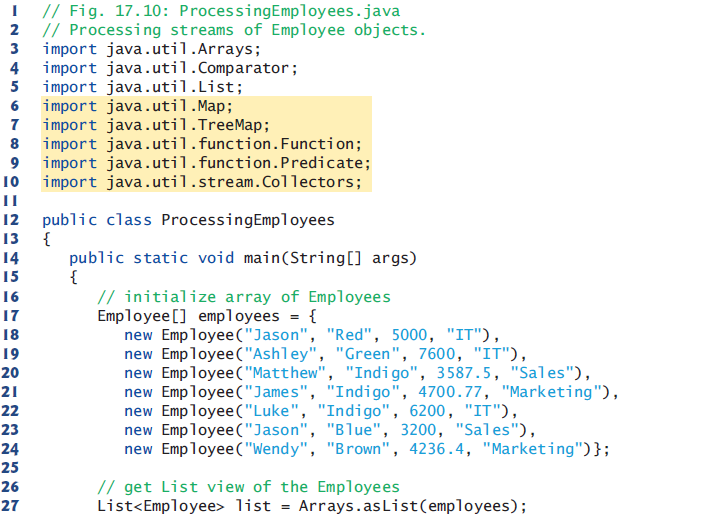 1 // Fig. 17.10: ProcessingEmployees.java
2 // Processing streams of Employee objects.
3 import java.util.Arrays;
4 import java.util.Comparator;
5 import java.util.List;
6 import java.util.Map;
7 import java.util.TreeMap;
8 import java.util.function.Function;
9 import java.util.function.Predicate;
10 import java.util.stream.Collectors;
11
12 public class ProcessingEmployees
13 {
14    public static void main(String[] args)
15    {
16       // initialize array of Employees
17       Employee[] employees = {
18          new Employee("Jason", "Red", 5000, "IT"),
19          new Employee("Ashley", "Green", 7600, "IT"),
20          new Employee("Matthew", "Indigo", 3587.5, "Sales"),
21          new Employee("James", "Indigo", 4700.77, "Marketing"),
22          new Employee("Luke", "Indigo", 6200, "IT"),
23          new Employee("Jason", "Blue", 3200, "Sales"),
24          new Employee("Wendy", "Brown", 4236.4, "Marketing")};
25
26       // get List view of the Employees
27       List<Employee> list = Arrays.asList(employees);